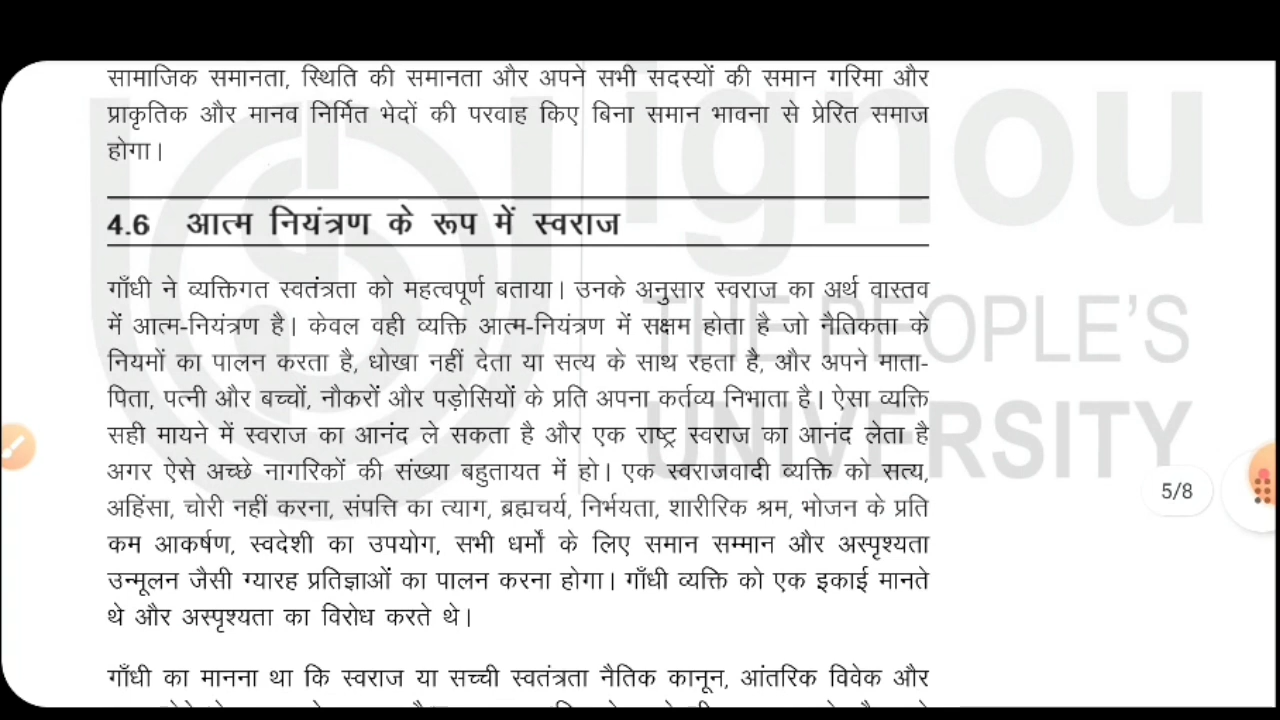 सामाजिक समानता, स्थिति की समानता और अपने सभी सदस्यों की समान गरिमा और
प्राकृतिक और मानव निर्मित भेदों की परवाह किए बिना समान भावना से प्रेरित समाज
होगा।
4.6 आत्म नियंत्रण के रूप में स्वराज
गाँधी ने व्यक्तिगत स्वतंत्रता को महत्वपूर्ण बताया। उनके अनुसार स्वराज का अर्थ वास्तव
में आत्म-नियंत्रण है। केवल वही व्यक्ति आत्म-नियंत्रण में सक्षम होता है जो नैतिकता के
नियमों का पालन करता है, धोखा नहीं देता या सत्य के साथ रहता है, और अपने माता-
पिता, पत्नी और बच्चों, नौकरों और पड़ोसियों के प्रति अपना कर्तव्य निभाता है। ऐसा व्यक्ति
सही मायने में स्वराज का आनंद ले सकता है और एक राष्ट्र स्वराज का आनंद लेता है
अगर ऐसे अच्छे नागरिकों की संख्या बहुतायत में हो। एक स्वराजवादी व्यक्ति को सत्य,
अहिंसा, चोरी नहीं करना, संपत्ति का त्याग, ब्रह्मचर्य, निर्भयता, शारीरिक श्रम, भोजन के प्रति
कम आकर्षण, स्वदेशी का उपयोग, सभी धर्मों के लिए समान सम्मान और अस्पृश्यता
उन्मूलन जैसी ग्यारह प्रतिज्ञाओं का पालन करना होगा। गाँधी व्यक्ति को एक इकाई मानते
थे और अस्पृश्यता का विरोध करते थे।
गाँधी का मानना था कि स्वराज या सच्ची स्वतंत्रता नैतिक कानून, आंतरिक विवेक और
ignou
THE PEOPLE'S
UNIVERSITY
5/8